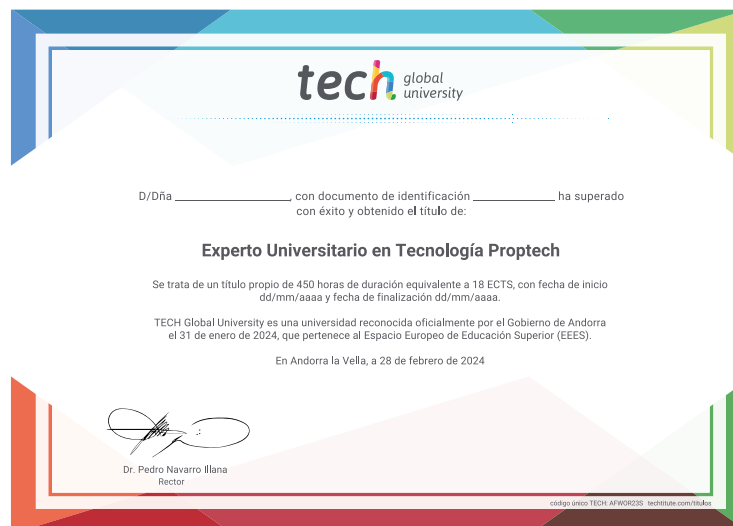 tech global university
D/Dña ______________, con documento de identificación ______________ ha superado
con éxito y obtenido el título de:
Experto Universitario en Tecnología Proptech
Se trata de un título propio de 450 horas de duración equivalente a 18 ECTS, con fecha de inicio
dd/mm/aaaa y fecha de finalización dd/mm/aaaa.
TECH Global University es una universidad reconocida oficialmente por el Gobierno de Andorra
el 31 de enero de 2024, que pertenece al Espacio Europeo de Educación Superior (EEES).
En Andorra la Vella, a 28 de febrero de 2024
Dr. Pedro Navarro Illana
Rector
código único TECH: AFWOR23S techtitute.com/titulos